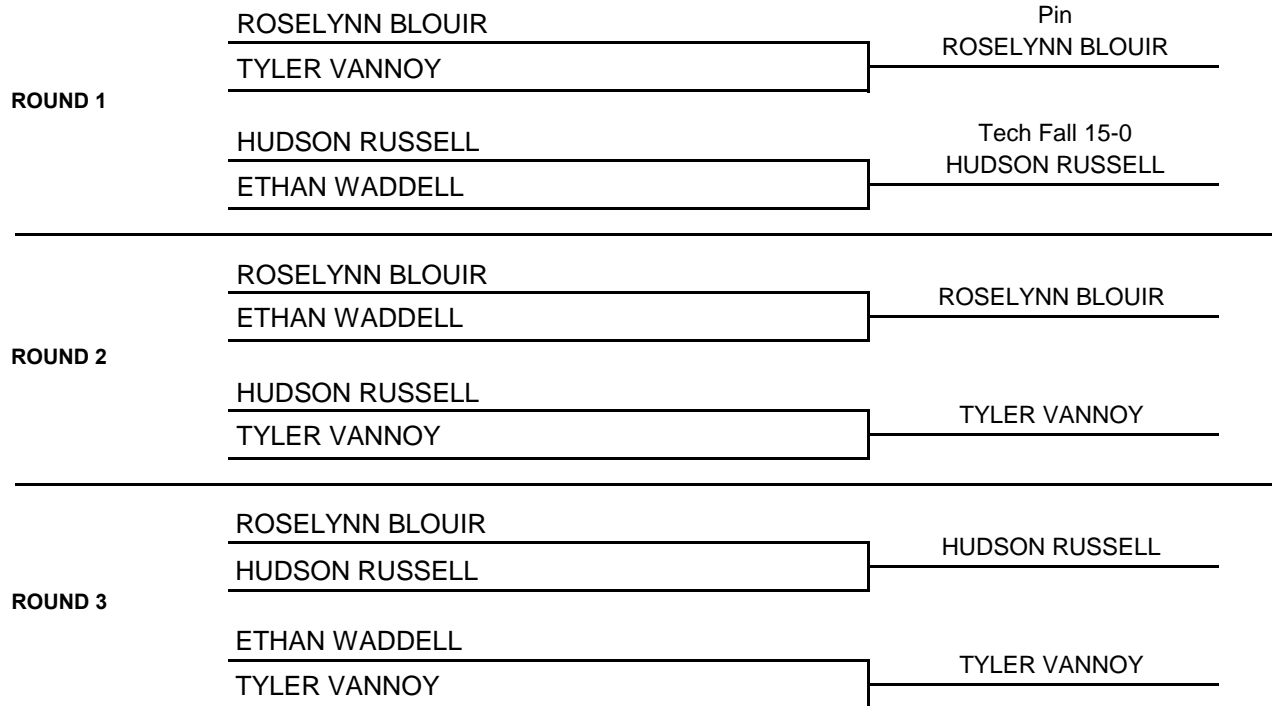 ROUND 1
ROSELYNN BLOUIR
TYLER VANNOY
Pin
ROSELYNN BLOUIR
HUDSON RUSSELL
ETHAN WADDELL
Tech Fall 15-0
HUDSON RUSSELL
ROUND 2
ROSELYNN BLOUIR
ETHAN WADDELL
ROSELYNN BLOUIR
HUDSON RUSSELL
TYLER VANNOY
TYLER VANNOY
ROUND 3
ROSELYNN BLOUIR
HUDSON RUSSELL
HUDSON RUSSELL
ETHAN WADDELL
TYLER VANNOY
TYLER VANNOY